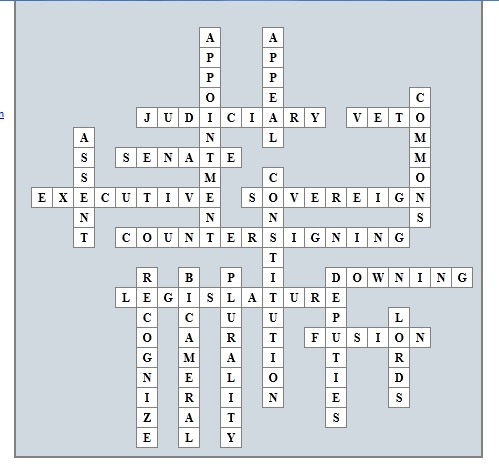 APPOINTMENT
APPEAL
COMMONS
JUDICIARY
VETO
ASSENT
SENATE
CONSTITUTION
EXECUTIVE
SOVEREIGN
COUNTERSIGNING
RECOGNIZE
BICAMERAL
PLURALITY
DOWNING
DEPUTIES
LEGISLATURE
LORDS
FUSION